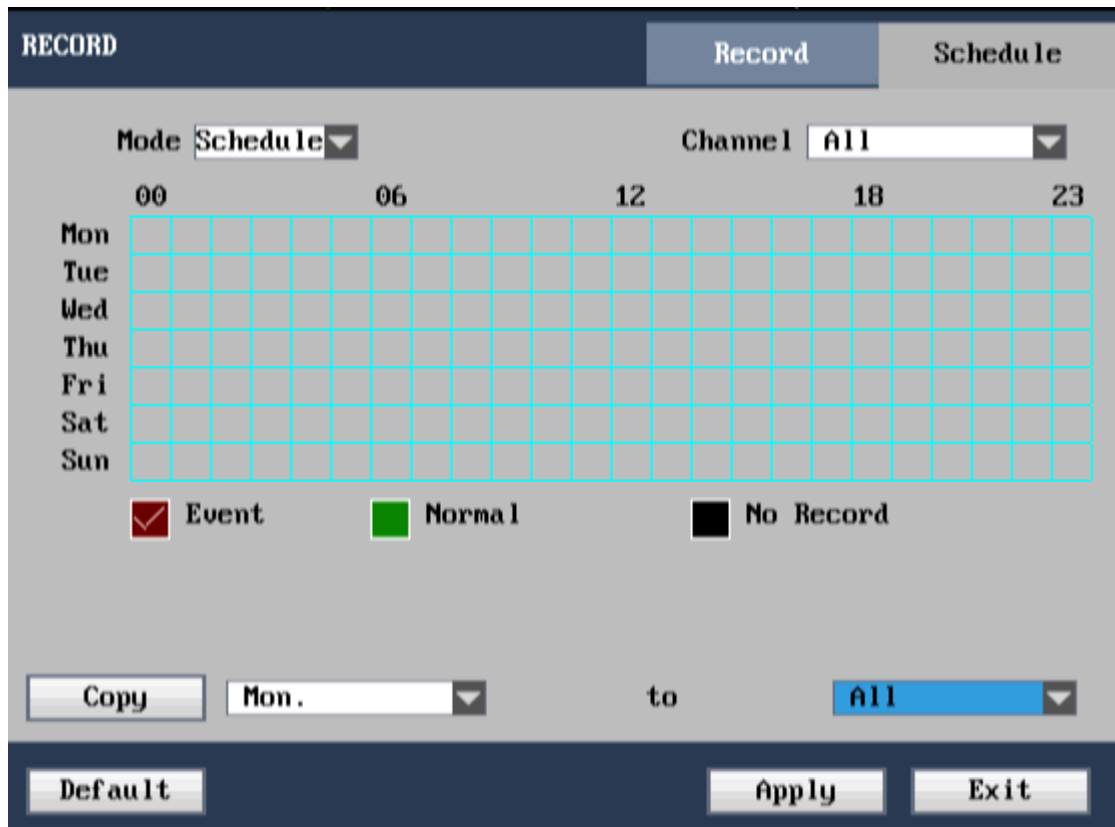 RECORD Record Schedule
Mode Schedule Channel All
00 06 12 18 23
Mon
Tue
Wed
Thu
Fri
Sat
Sun
Event Normal No Record
Copy Mon. to All
Default Apply Exit